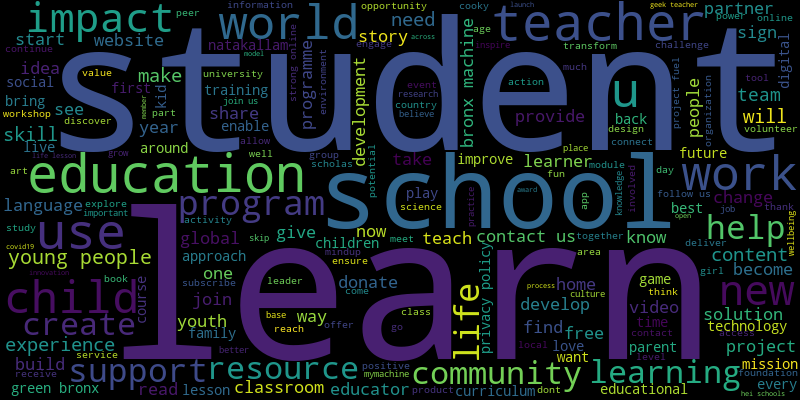 impact
world
need
teacher
partner
sign
start
website
natakallam
story
opportunity
information
peer
cooky
age
power
online
launch
geek teacher
continue
across
engage
inspire
transform
challenge
idea
make
student
social
value
university
first
training
strong online
programme
environment
model
much
tool
digital
bring
kid
join us
event
research
country
believe
action
u
back
team
people
project fuel
organization
workshop
discover
member
part
share
enable
allow
development
bronx machine
provide
design
connect
will
volunteer
skill
see
year
live
around
well
life lesson
grow
group
scholas
potential
take
improve
learner
place
fun
module
future
art
education
school
work
day
knowledge
involved
follow us
language
explore
important
program
activity
play
science
award
practice
app
best
change
job
thank
study
use
global
skip
give
children
now
meet
teach
contact us
together
know
help
open
deliver
content
wellbeing
covid19
young people
approach
mindup
ensure
area
girl
become
innovation
book
one
leader
learn
privacy policy
process
home
game
think
child
course
subscribe
donate
come
life
culture
develop
video
new
join
base
reach
way
offer
class
go
local
find
free
time
contact
access
solution
technology
create
youth
family
better
love
parent
level
experience
service
want
project
build
receive
support
resource
positive
mymachine
community
learning
foundation
mission
every
green bronx
read
lesson
classroom
educator
product
curriculum
dont
educational
hei schools